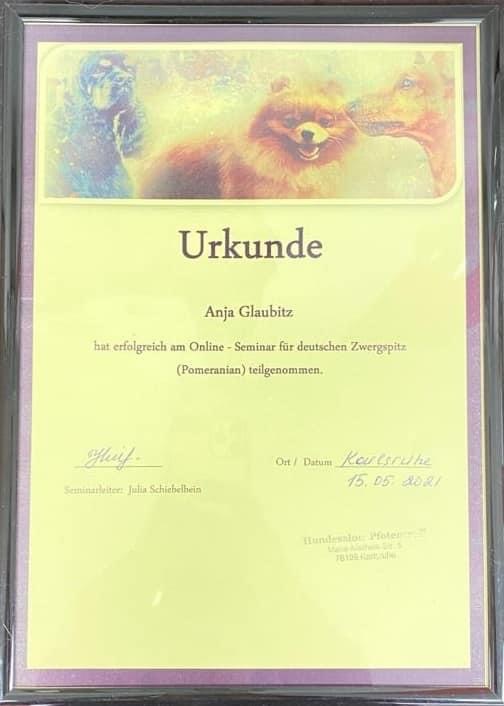 Urkunde
Anja Glaubitz
hat erfolgreich am Online - Seminar für deutschen Zwergspitz
(Pomeranian) teilgenommen.
Ort / Datum Karlsruhe
15.05.2021
Seminarleiter: Julia Schiebelbein
Hundesalon
Karlsruhe